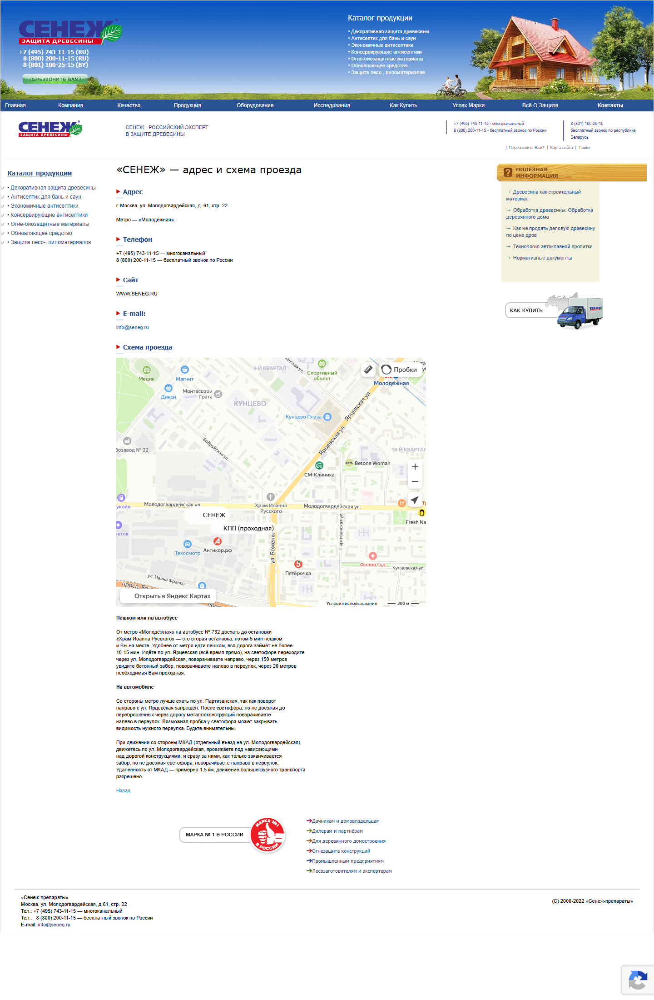 СЕНЕЖ®
ЗАЩИТА ДРЕВЕСИНЫ
+7 (495) 743-11-15 (RU)
8 (800) 200-11-15 (RU)
8 (801) 100-25-15 (BY)
ПЕРЕЗВОНИТЬ ВАМ?
Каталог продукции
• Декоративная защита древесины
• Антисептик для бань и саун
• Экономичные антисептики
• Консервирующие антисептики
• Огне-биозащитные материалы
• Обновляющее средство
• Защита лесо-, пиломатериалов
Главная Компания Качество Продукция Оборудование Исследования Как Купить Успех Марки Всё О Защите Контакты
СЕНЕЖ
ЗАЩИТА ДРЕВЕСИНЫ
СЕНЕЖ - РОССИЙСКИЙ ЭКСПЕРТ
В ЗАЩИТЕ ДРЕВЕСИНЫ
+7 (495) 743-11-15 - многоканальный
8 (800) 200-11-15 - бесплатный звонок по России
8 (801) 100-25-15
бесплатный звонок по республике
Беларусь
| Перезвонить Вам? | Карта сайта | Поиск
Каталог продукции
• Декоративная защита древесины
• Антисептик для бань и саун
• Экономичные антисептики
• Консервирующие антисептики
• Огне-биозащитные материалы
• Обновляющее средство
• Защита лесо-, пиломатериалов
«СЕНЕЖ» — адрес и схема проезда
Адрес
г. Москва, ул. Молодогвардейская, д. 61, стр. 22
Метро — «Молодёжная».
Телефон
+7 (495) 743-11-15 — многоканальный
8 (800) 200-11-15 — бесплатный звонок по России
Сайт
WWW.SENEG.RU
E-mail:
info@seneg.ru
Схема проезда
9-Й КВАРТАЛ
Медик
Магнит
Спортивный
объект
Пробки
Молодёжная
Дикси
Монтессори
Грата
КУНЦЕВО
Кунцево Плаза
Ярцевская ул.
Ярцевская ул.
Бобруйская ул.
бозавод № 22
18-Й КВАРТАЛ
BTN.
Betone Woman
СМ-Клиника
укойл
Молодогвардейская ул.
Храм Иоанна
Русского
Молодогвардейская ул.
СЕНЕЖ
КПП (проходная)
Fresh Na
ветов
Партизанская ул.
Техосмотр
Антикор.рф
ул. Боженко
Филин Гуд
Кунцевская ул.
Пятёрочка
ул. Ивана Франко
просп.
Открыть в Яндекс Картах
просп.
Условия использования
200 м
Пешком или на автобусе
От метро «Молодёжная» на автобусе № 732 доехать до остановки
«Храм Иоанна Русского» — это вторая остановка, потом 5 мин пешком
и Вы на месте. Удобнее от метро идти пешком, вся дорога займёт не более
10-15 мин. Идёте по ул. Ярцевская (всё время прямо), на светофоре переходите
через ул. Молодогвардейская, поворачиваете направо, через 150 метров
увидите бетонный забор, поворачиваете налево в переулок, через 20 метров
необходимая Вам проходная.
На автомобиле
Со стороны метро лучше ехать по ул. Партизанская, так как поворот
направо с ул. Ярцевская запрещён. После светофора, но не доезжая до
переброшенных через дорогу металлоконструкций поворачиваете
налево в переулок. Возможная пробка у светофора может закрывать
видимость нужного переулка. Будьте внимательны.
При движении со стороны МКАД (отдельный въезд на ул. Молодогвардейская),
движетесь по ул. Молодогвардейская, проезжаете под нависающими
над дорогой конструкциями, и сразу за ними, как только заканчивается
забор, но не доезжая светофора, поворачиваете направо в переулок.
Удаленность от МКАД — примерно 1,5 км, движение большегрузного транспорта
разрешено.
Назад
ПОЛЕЗНАЯ
ИНФОРМАЦИЯ
Древесина как строительный
материал
Обработка древесины: Обработка
деревянного дома
Как не продать деловую древесину
по цене дров
Технология автоклавной пропитки
Нормативные документы
КАК КУПИТЬ
СЕНЕЖ
МАРКА № 1 В РОССИИ
МАРКА №1
В РОССИИ
Дачникам и домовладельцам
Дилерам и партнёрам
Для деревянного домостроения
Огнезащита конструкций
Промышленным предприятиям
Лесозаготовителям и экспортерам
«Сенеж-препараты»
Москва, ул. Молодогвардейская, д.61, стр. 22
Тел.: +7 (495) 743-11-15 — многоканальный
Тел.: 8 (800) 200-11-15 — бесплатный звонок по России
E-mail: info@seneg.ru
(C) 2006-2022 «Сенеж-препараты»